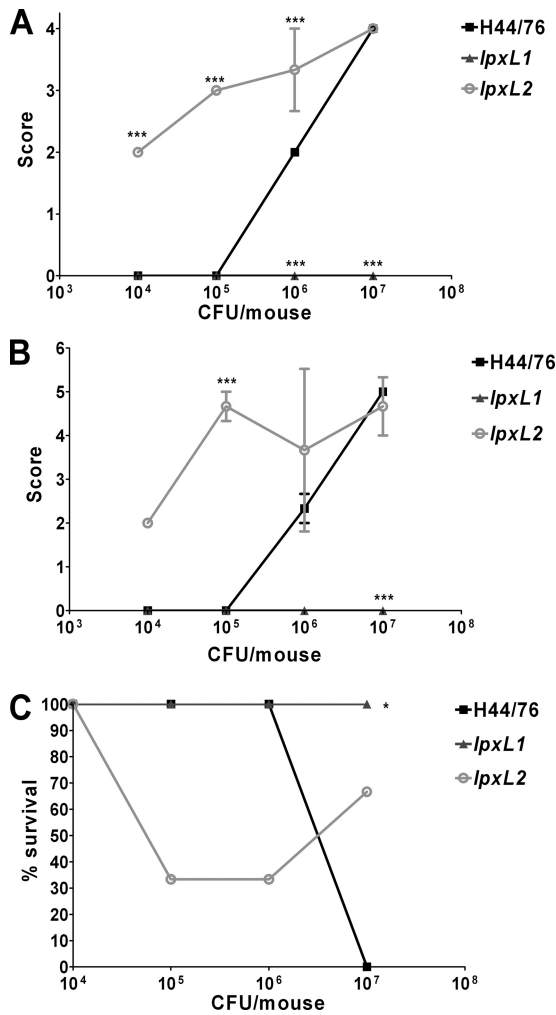 A
Score
4
3
2
1
0
***
***
***
***
***
10³ 10⁴ 10⁵ 10⁶ 10⁷ 10⁸
CFU/mouse
H44/76
lpxL1
lpxL2
B
Score
6
5
4
3
2
1
0
***
***
10³ 10⁴ 10⁵ 10⁶ 10⁷ 10⁸
CFU/mouse
H44/76
lpxL1
lpxL2
C
% survival
100
90
80
70
60
50
40
30
20
10
0
*
10⁴ 10⁵ 10⁶ 10⁷ 10⁸
CFU/mouse
H44/76
lpxL1
lpxL2